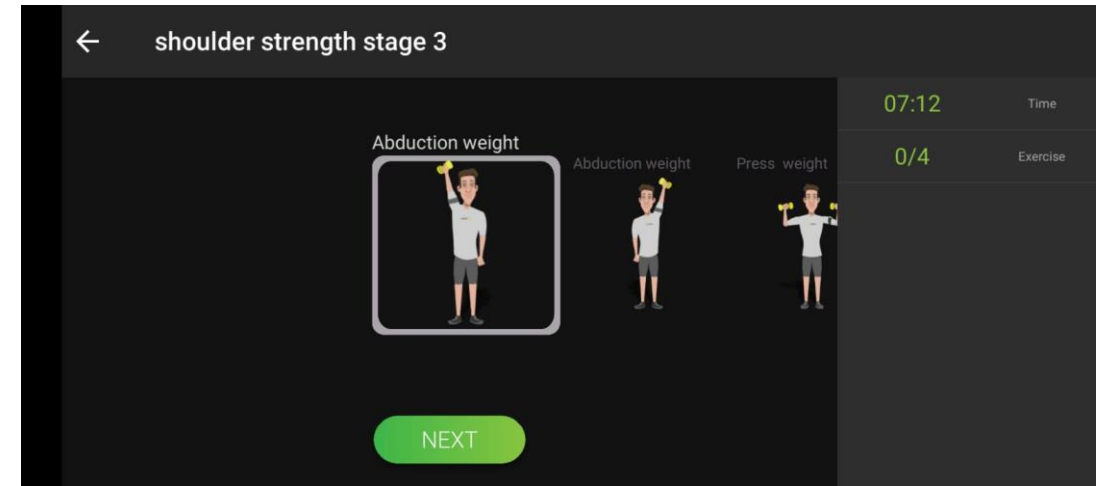 shoulder strength stage 3
07:12 Time
0/4 Exercise
Abduction weight
Abduction weight
Press weight
NEXT